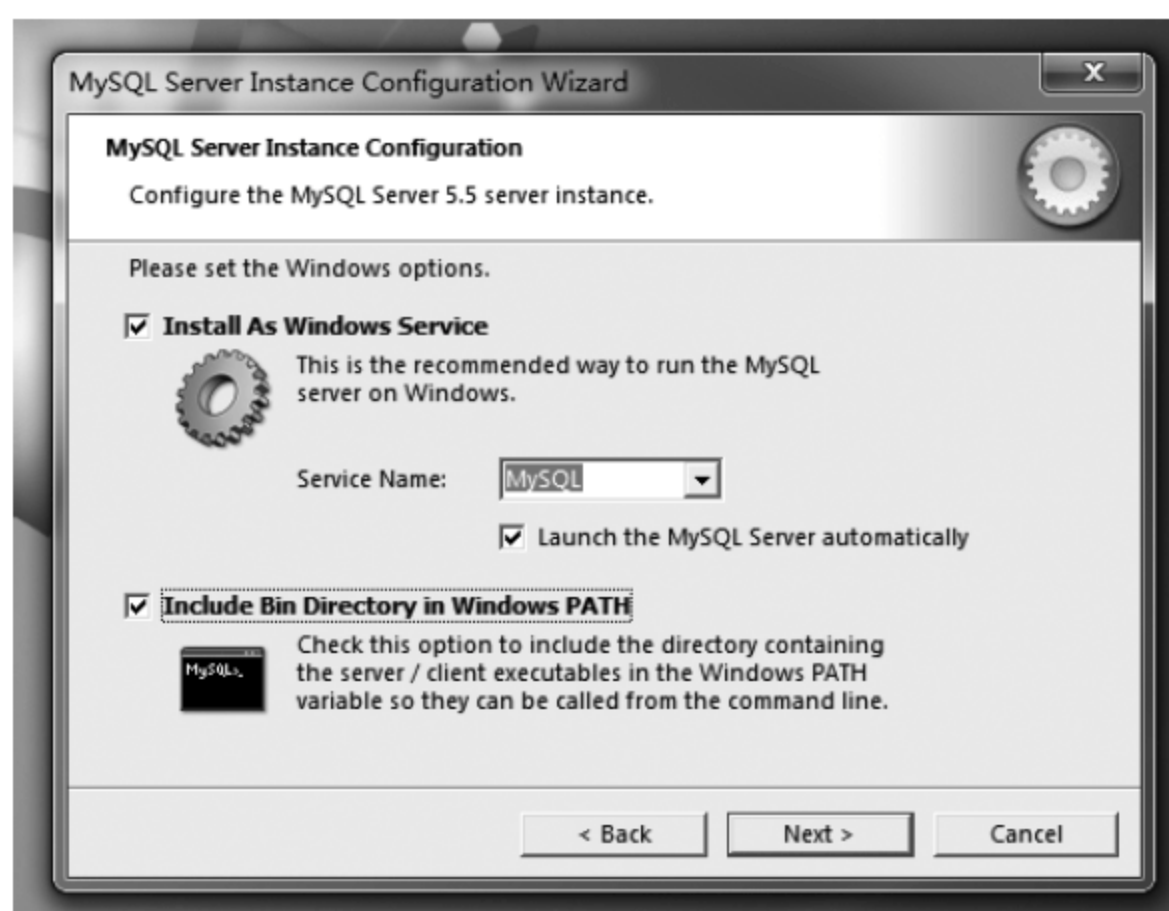 MySQL Server Instance Configuration Wizard
x
MySQL Server Instance Configuration
Configure the MySQL Server 5.5 server instance.
Please set the Windows options.
Install As Windows Service
This is the recommended way to run the MySQL
server on Windows.
Service Name: MySQL
Launch the MySQL Server automatically
Include Bin Directory in Windows PATH
MySQL>_
Check this option to include the directory containing
the server / client executables in the Windows PATH
variable so they can be called from the command line.
< Back Next > Cancel